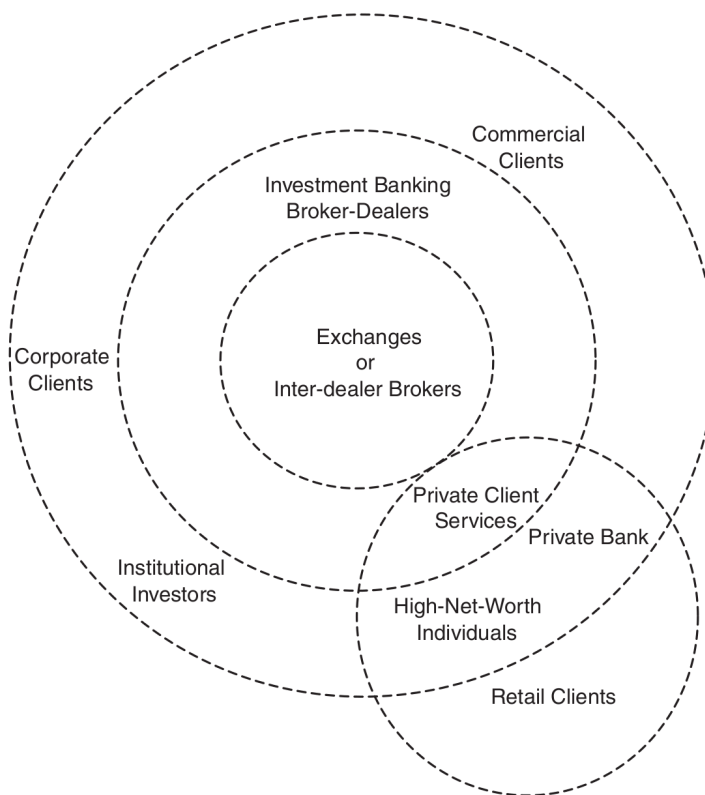 Commercial
Clients
Investment Banking
Broker-Dealers
Exchanges
or
Inter-dealer Brokers
Corporate
Clients
Private Client
Services
Private Bank
Institutional
Investors
High-Net-Worth
Individuals
Retail Clients